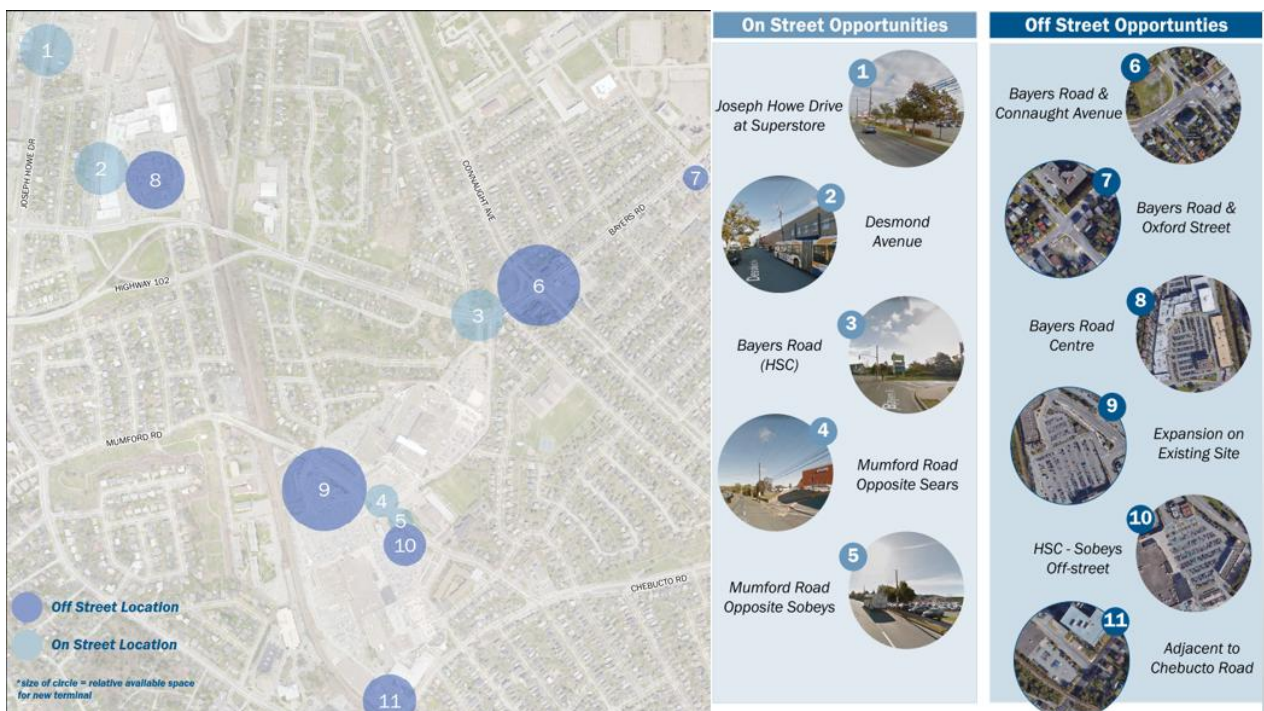 1
JOSEPH HOWE DR
2
8
CONNAUGHT AVE
7
BAYERS RD
HIGHWAY 102
6
3
MUMFORD RD
9
4
5
10
CHEBUCTO RD
11
Off Street Location
On Street Location
*size of circle = relative available space
for new terminal
On Street Opportunities
1
Joseph Howe Drive
at Superstore
2
Desmond
Avenue
3
Bayers Road
(HSC)
4
Mumford Road
Opposite Sears
5
Mumford Road
Opposite Sobeys
Off Street Opportunties
6
Bayers Road &
Connaught Avenue
7
Bayers Road &
Oxford Street
8
Bayers Road
Centre
9
Expansion on
Existing Site
10
HSC - Sobeys
Off-street
11
Adjacent to
Chebucto Road